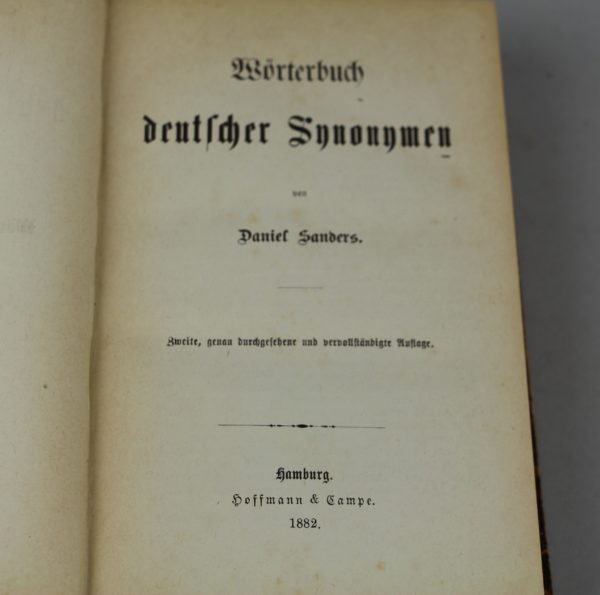 Wörterbuch
deutſcher Synonymen
von
Daniel Sanders.
Zweite, genau durchgeſehene und vervollſtändigte Auflage.
Hamburg.
Hoffmann & Campe.
1882.